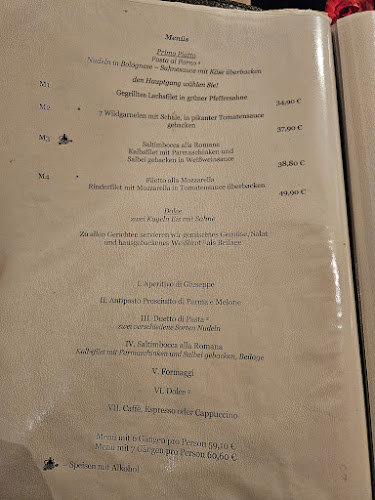 Menüs
Primo Piatto
Pasta al Forno ª
Nudeln in Bolognese – Sahnesauce mit Käse überbacken
den Hauptgang wählen Sie!
M1
Gegrilltes Lachsfilet in grüner Pfeffersauce
34,90 €
M2
7 Wildgarnelen mit Schale, in pikanter Tomatensauce
gebacken
37,90 €
M3
Saltimbocca alla Romana
Kalbsfilet mit Parmaschinken und
Salbei gebacken in Weißweinsauce
38,80 €
M4
Filetto alla Mazzarella
Rinderfilet mit Mazzarella in Tomatensauce überbacken
49,90 €
Dolce
zwei Kugeln Eis mit Sahne
Zu allen Gerichten servieren wir gemischtes Gemüse/Salat
und hausgebackenes Weißbrot ª als Beilage
I. Aperitivo di Giuseppe
II. Antipasto Prosciutto di Parma e Melone
III. Duetto di Pasta ª
zwei verschiedene Sorten Nudeln
IV. Saltimbocca alla Romana
Kalbsfilet mit Parmaschinken und Salbei gebacken, Beilage
V. Formaggi
VI. Dolce
VII. Caffè, Espresso oder Cappuccino
Menü mit 6 Gängen pro Person 59,10 €
Menü mit 7 Gängen pro Person 60,60 €
– Speisen mit Alkohol